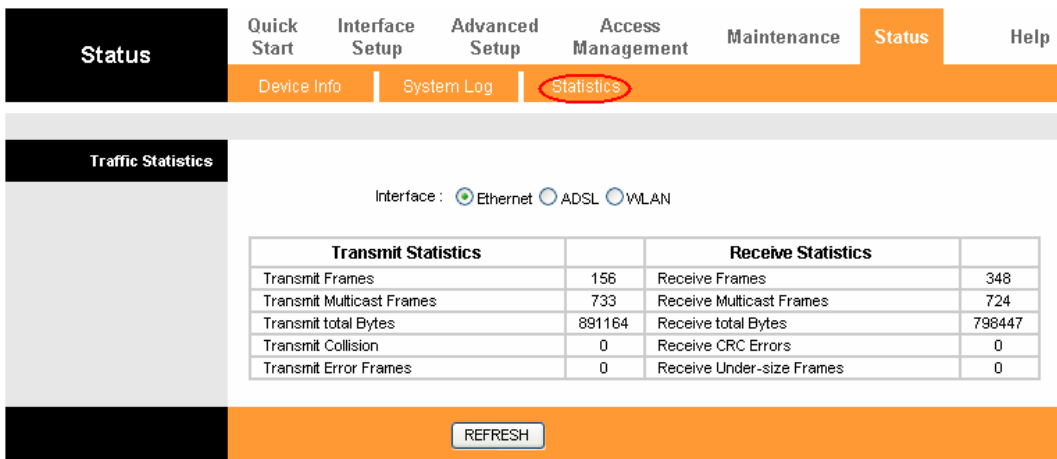 Status
Quick Start
Interface Setup
Advanced Setup
Access Management
Maintenance
Status
Help
Device Info
System Log
Statistics
Traffic Statistics
Interface : Ethernet ADSL WLAN
Transmit Statistics Receive Statistics
Transmit Frames 156 Receive Frames 348
Transmit Multicast Frames 733 Receive Multicast Frames 724
Transmit total Bytes 891164 Receive total Bytes 798447
Transmit Collision 0 Receive CRC Errors 0
Transmit Error Frames 0 Receive Under-size Frames 0
REFRESH